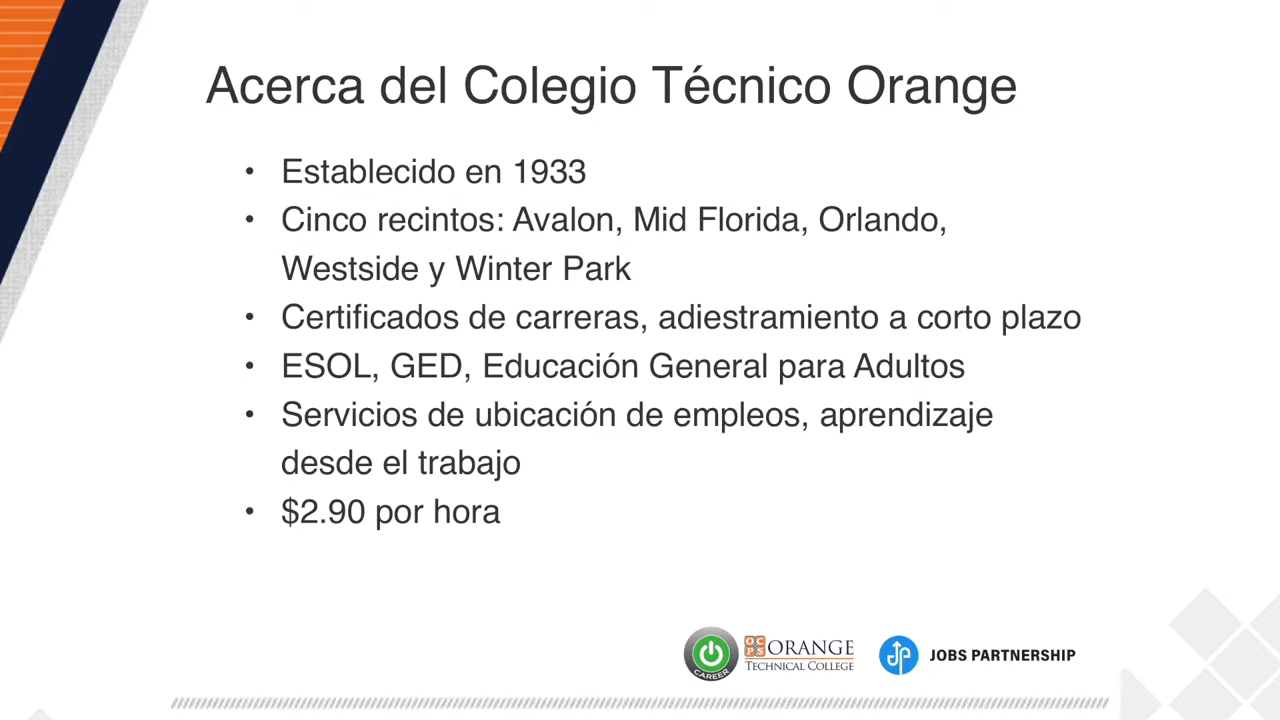 Acerca del Colegio Técnico Orange
• Establecido en 1933
• Cinco recintos: Avalon, Mid Florida, Orlando,
Westside y Winter Park
• Certificados de carreras, adiestramiento a corto plazo
• ESOL, GED, Educación General para Adultos
• Servicios de ubicación de empleos, aprendizaje
desde el trabajo
• $2.90 por hora
CAREER
OCPS ORANGE
TECHNICAL COLLEGE
JOBS PARTNERSHIP